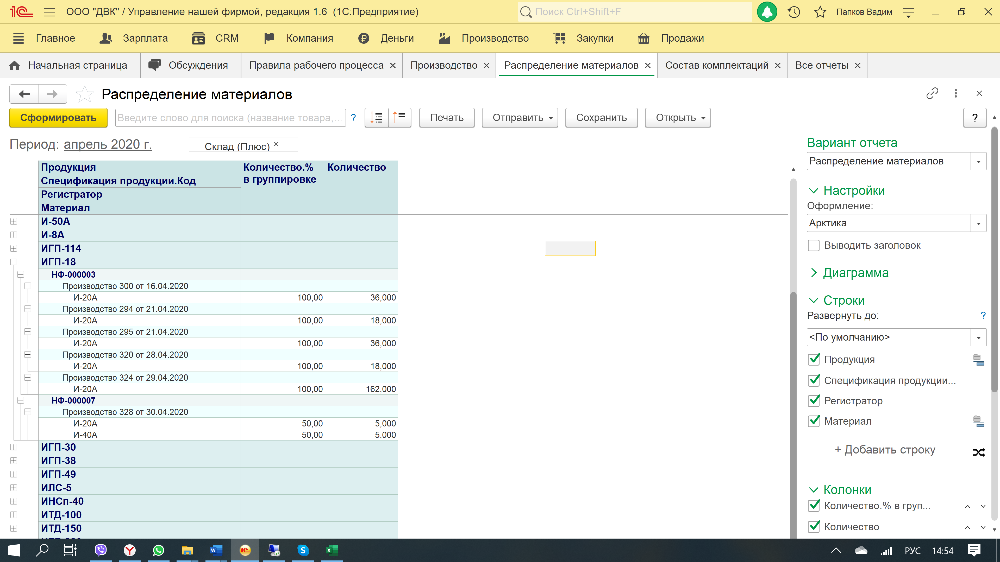 1С ООО "ДВК" / Управление нашей фирмой, редакция 1.6 (1С:Предприятие) Поиск Ctrl+Shift+F Папков Вадим
Главное Зарплата CRM Компания Деньги Производство Закупки Продажи
Начальная страница Обсуждения Правила рабочего процесса × Производство × Распределение материалов × Состав комплектаций × Все отчеты ×
Распределение материалов
Сформировать Введите слово для поиска (название товара,... ? Печать Отправить Сохранить Открыть ?
Период: апрель 2020 г. Склад (Плюс) ×
Продукция Количество.% в группировке Количество
Спецификация продукции.Код
Регистратор
Материал
И-50А
И-8А
ИГП-114
ИГП-18
НФ-000003
Производство 300 от 16.04.2020
И-20А 100,00 36,000
Производство 294 от 21.04.2020
И-20А 100,00 18,000
Производство 295 от 21.04.2020
И-20А 100,00 36,000
Производство 320 от 28.04.2020
И-20А 100,00 18,000
Производство 324 от 29.04.2020
И-20А 100,00 162,000
НФ-000007
Производство 328 от 30.04.2020
И-20А 50,00 5,000
И-40А 50,00 5,000
ИГП-30
ИГП-38
ИГП-49
ИЛС-5
ИНСп-40
ИТД-100
ИТД-150
Вариант отчета
Распределение материалов
Настройки
Оформление:
Арктика
Выводить заголовок
Диаграмма
Строки
Развернуть до: ?
<По умолчанию>
Продукция
Спецификация продукции...
Регистратор
Материал
+ Добавить строку
Колонки
Количество.% в груп...
Количество
РУС 14:54